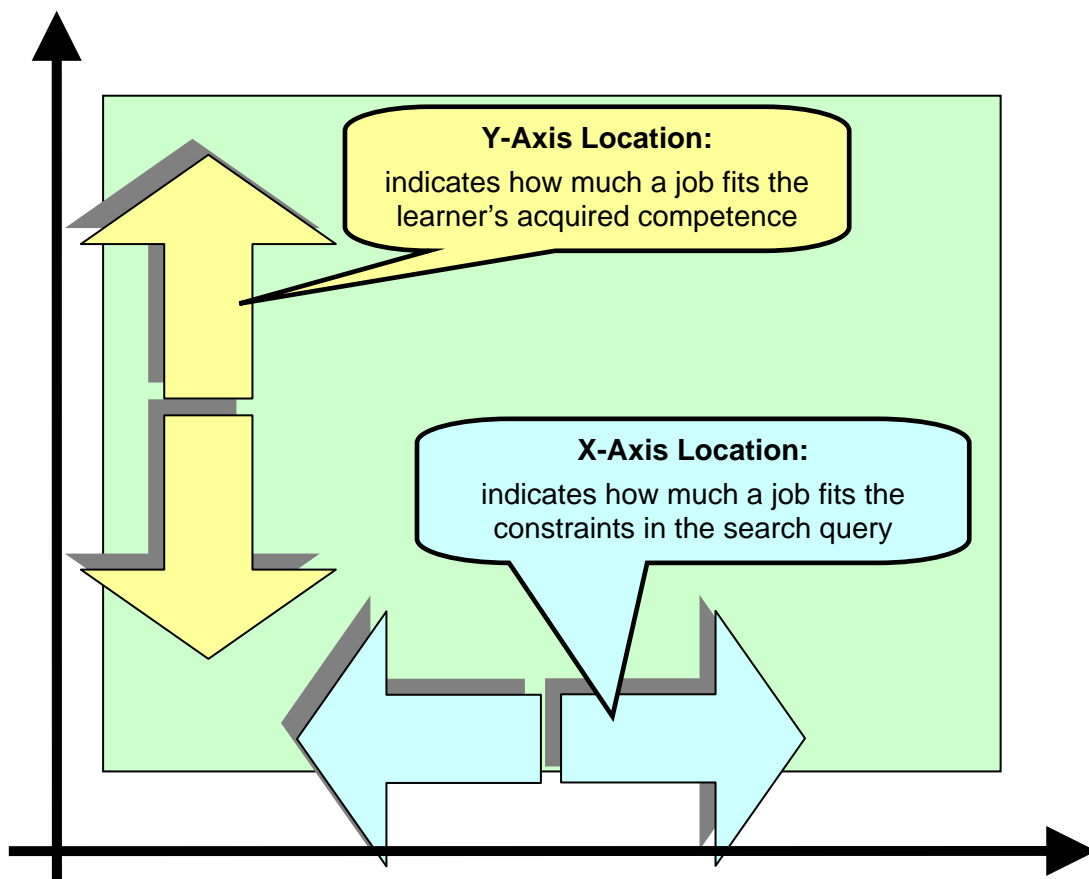 Y-Axis Location:
indicates how much a job fits the
learner’s acquired competence
X-Axis Location:
indicates how much a job fits the
constraints in the search query